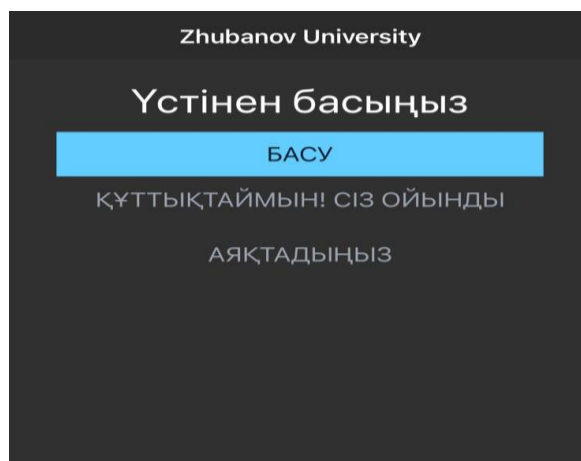 Zhubanov University
Үстінен басыңыз
БАСУ
ҚҰТТЫҚТАЙМЫН! СІЗ ОЙЫНДЫ
АЯҚТАДЫҢЫЗ